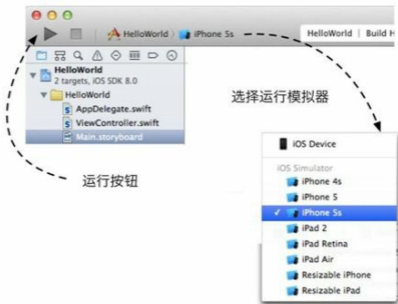 HelloWorld iPhone 5s
HelloWorld Build H
HelloWorld
2 targets, iOS SDK 8.0
HelloWorld
AppDelegate.swift
ViewController.swift
Main.storyboard
选择运行模拟器
运行按钮
iOS Device
iOS Simulator
iPhone 4s
iPhone 5
✓ iPhone 5s
iPad 2
iPad Retina
iPad Air
Resizable iPhone
Resizable iPad